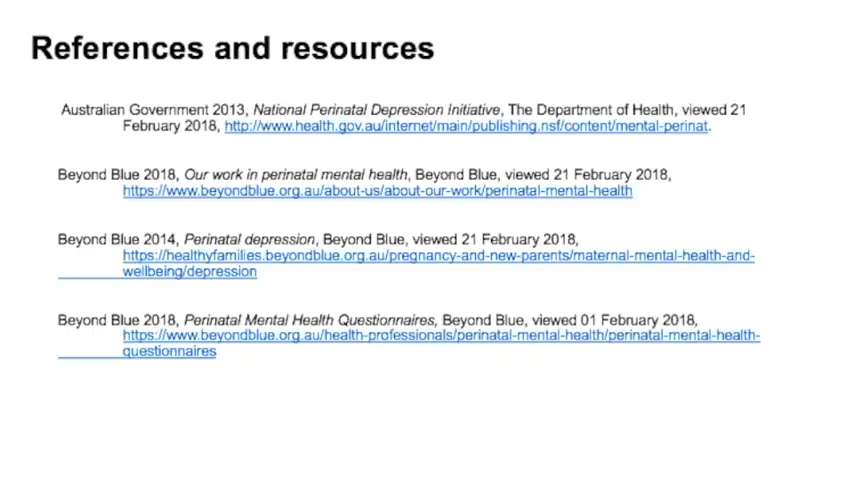 References and resources
Australian Government 2013, National Perinatal Depression Initiative, The Department of Health, viewed 21
February 2018, http://www.health.gov.au/internet/main/publishing.nsf/content/mental-perinat.
Beyond Blue 2018, Our work in perinatal mental health, Beyond Blue, viewed 21 February 2018,
https://www.beyondblue.org.au/about-us/about-our-work/perinatal-mental-health
Beyond Blue 2014, Perinatal depression, Beyond Blue, viewed 21 February 2018,
https://healthyfamilies.beyondblue.org.au/pregnancy-and-new-parents/maternal-mental-health-and-
wellbeing/depression
Beyond Blue 2018, Perinatal Mental Health Questionnaires, Beyond Blue, viewed 01 February 2018,
https://www.beyondblue.org.au/health-professionals/perinatal-mental-health/perinatal-mental-health-
questionnaires